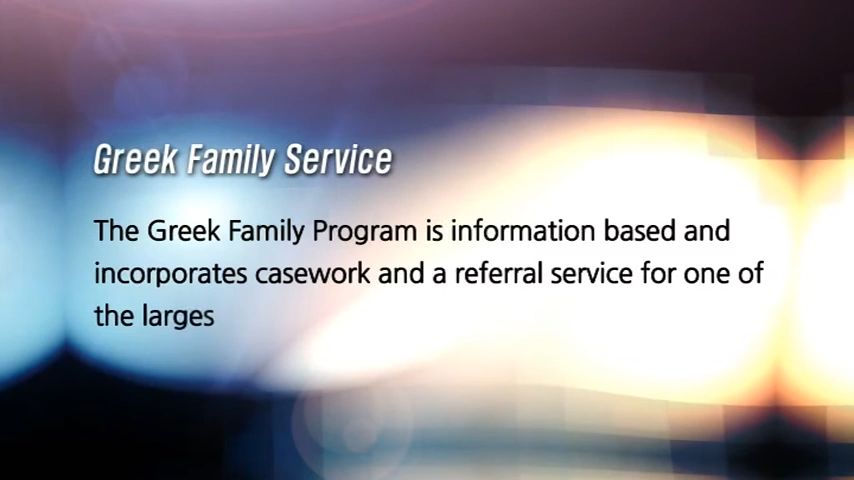 Greek Family Service
The Greek Family Program is information based and
incorporates casework and a referral service for one of
the larges